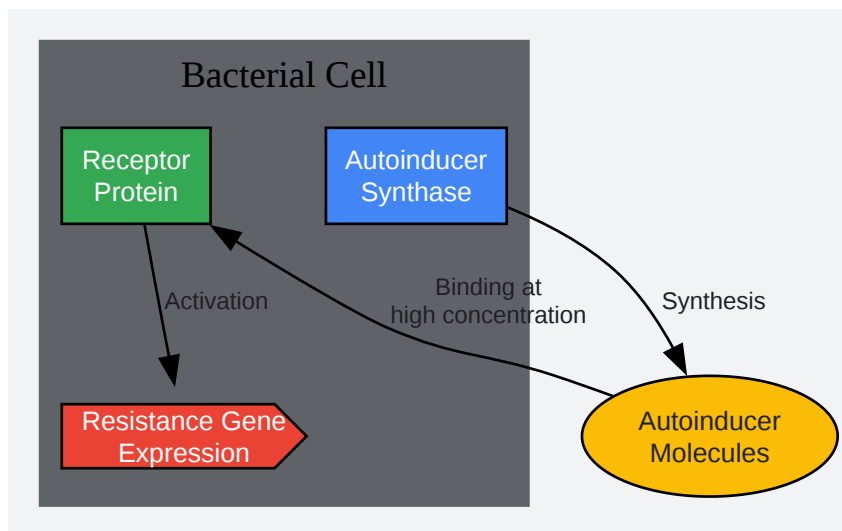 Bacterial Cell
Receptor
Protein
Autoinducer
Synthase
Activation
Binding at
high concentration
Synthesis
Resistance Gene
Expression
Autoinducer
Molecules